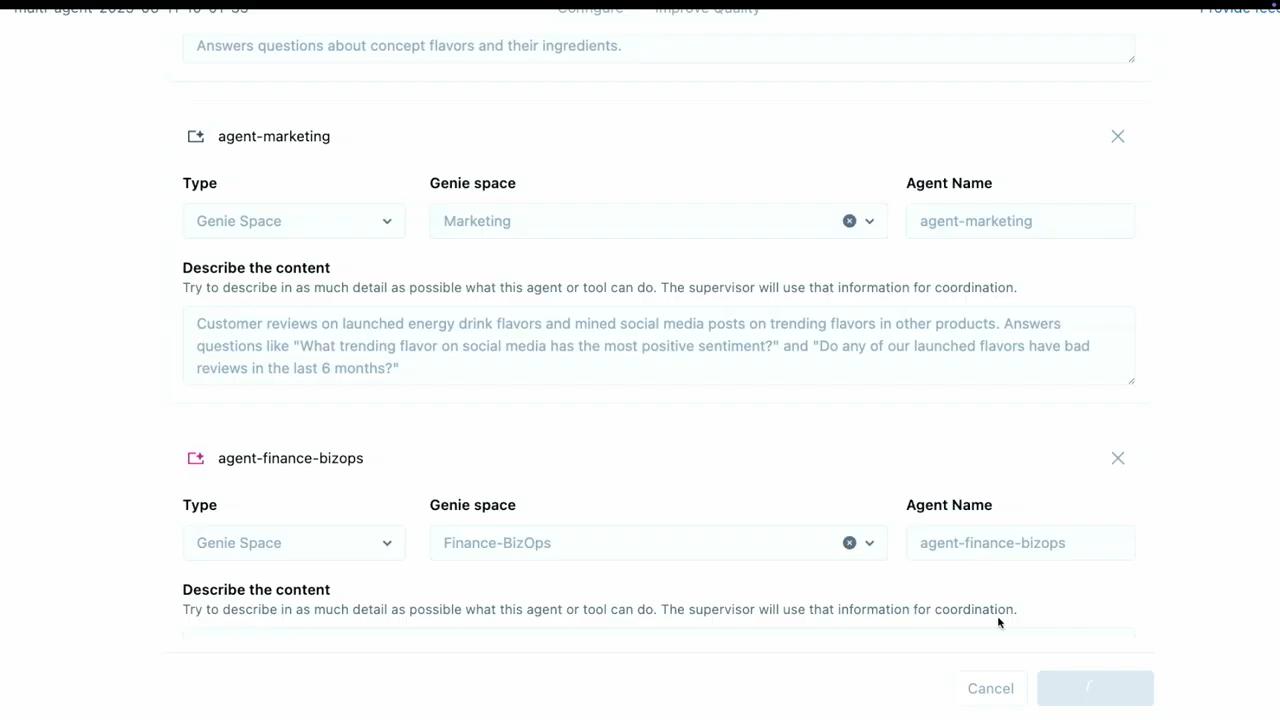 Answers questions about concept flavors and their ingredients.
agent-marketing
Type
Genie space
Agent Name
Genie Space
Marketing
agent-marketing
Describe the content
Try to describe in as much detail as possible what this agent or tool can do. The supervisor will use that information for coordination.
Customer reviews on launched energy drink flavors and mined social media posts on trending flavors in other products. Answers
questions like "What trending flavor on social media has the most positive sentiment?" and "Do any of our launched flavors have bad
reviews in the last 6 months?"
agent-finance-bizops
Type
Genie space
Agent Name
Genie Space
Finance-BizOps
agent-finance-bizops
Describe the content
Try to describe in as much detail as possible what this agent or tool can do. The supervisor will use that information for coordination.
Cancel